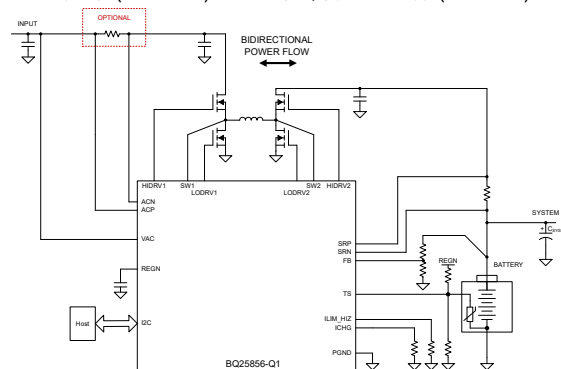 INPUT
OPTIONAL
BIDIRECTIONAL
POWER FLOW
HIDRV1
SW1
LODRV1
LODRV2
SW2
HIDRV2
ACN
ACP
VAC
REGN
Host
I2C
SRP
SRN
FB
TS
ILIM_HIZ
ICHG
PGND
REGN
SYSTEM
+ CSYS
BATTERY
BQ25856-Q1